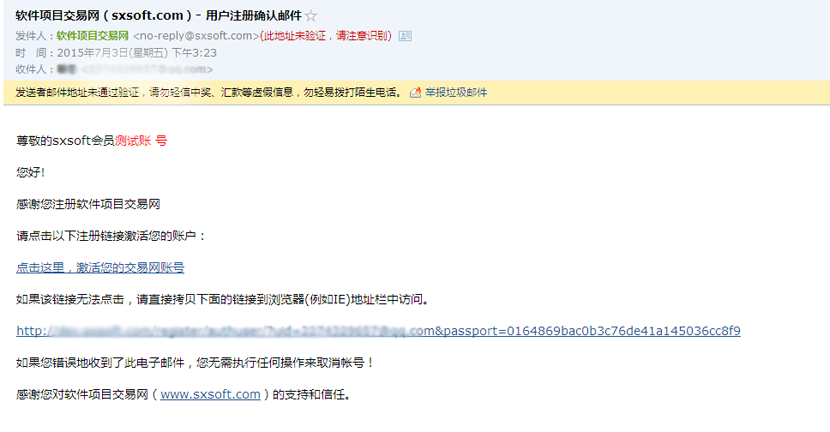 软件项目交易网（sxsoft.com）- 用户注册确认邮件
发件人：软件项目交易网 <no-reply@sxsoft.com>(此地址未验证，请注意识别)
时　间：2015年7月3日(星期五) 下午3:23
收件人：
发送者邮件地址未通过验证，请勿轻信中奖、汇款等虚假信息，勿轻易拨打陌生电话。 举报垃圾邮件
尊敬的sxsoft会员测试账 号
您好!
感谢您注册软件项目交易网
请点击以下注册链接激活您的账户：
点击这里，激活您的交易网账号
如果该链接无法点击，请直接拷贝下面的链接到浏览器(例如IE)地址栏中访问。
http: com&passport=0164869bac0b3c76de41a145036cc8f9
如果您错误地收到了此电子邮件，您无需执行任何操作来取消帐号！
感谢您对软件项目交易网（www.sxsoft.com）的支持和信任。